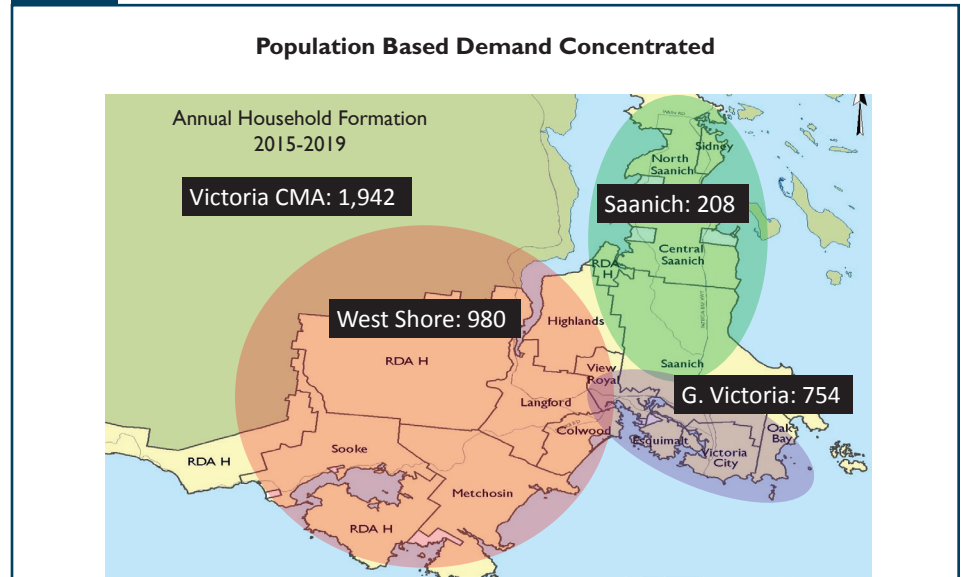 Population Based Demand Concentrated
Annual Household Formation
2015-2019
Victoria CMA: 1,942
Saanich: 208
West Shore: 980
G. Victoria: 754
North
Saanich
Sidney
Central
Saanich
RDA
H
Saanich
Highlands
RDA H
View
Royal
Langford
Colwood
Esquimalt
Victoria
City
Oak
Bay
Sooke
RDA H
Metchosin
RDA H